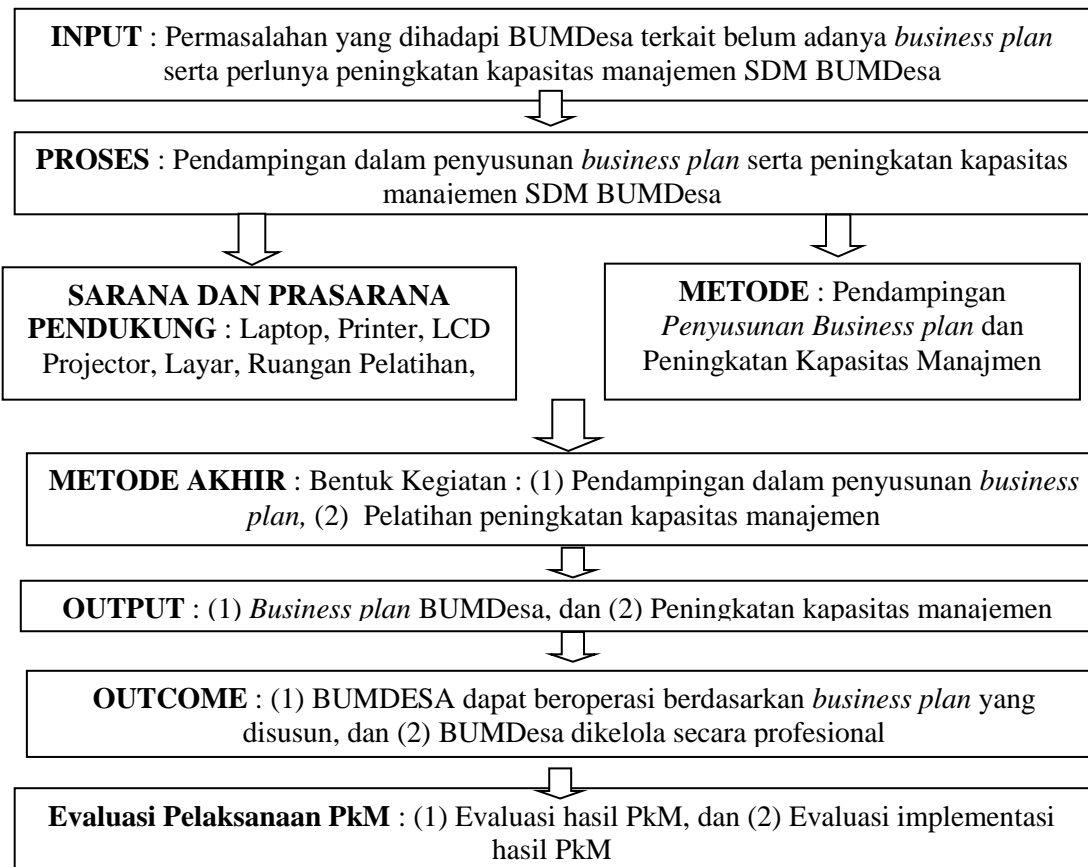 INPUT : Permasalahan yang dihadapi BUMDesa terkait belum adanya business plan
serta perlunya peningkatan kapasitas manajemen SDM BUMDesa
PROSES : Pendampingan dalam penyusunan business plan serta peningkatan kapasitas
manajemen SDM BUMDesa
SARANA DAN PRASARANA
PENDUKUNG : Laptop, Printer, LCD
Projector, Layar, Ruangan Pelatihan,
METODE : Pendampingan
Penyusunan Business plan dan
Peningkatan Kapasitas Manajmen
METODE AKHIR : Bentuk Kegiatan : (1) Pendampingan dalam penyusunan business
plan, (2) Pelatihan peningkatan kapasitas manajemen
OUTPUT : (1) Business plan BUMDesa, dan (2) Peningkatan kapasitas manajemen
OUTCOME : (1) BUMDESA dapat beroperasi berdasarkan business plan yang
disusun, dan (2) BUMDesa dikelola secara profesional
Evaluasi Pelaksanaan PkM : (1) Evaluasi hasil PkM, dan (2) Evaluasi implementasi
hasil PkM